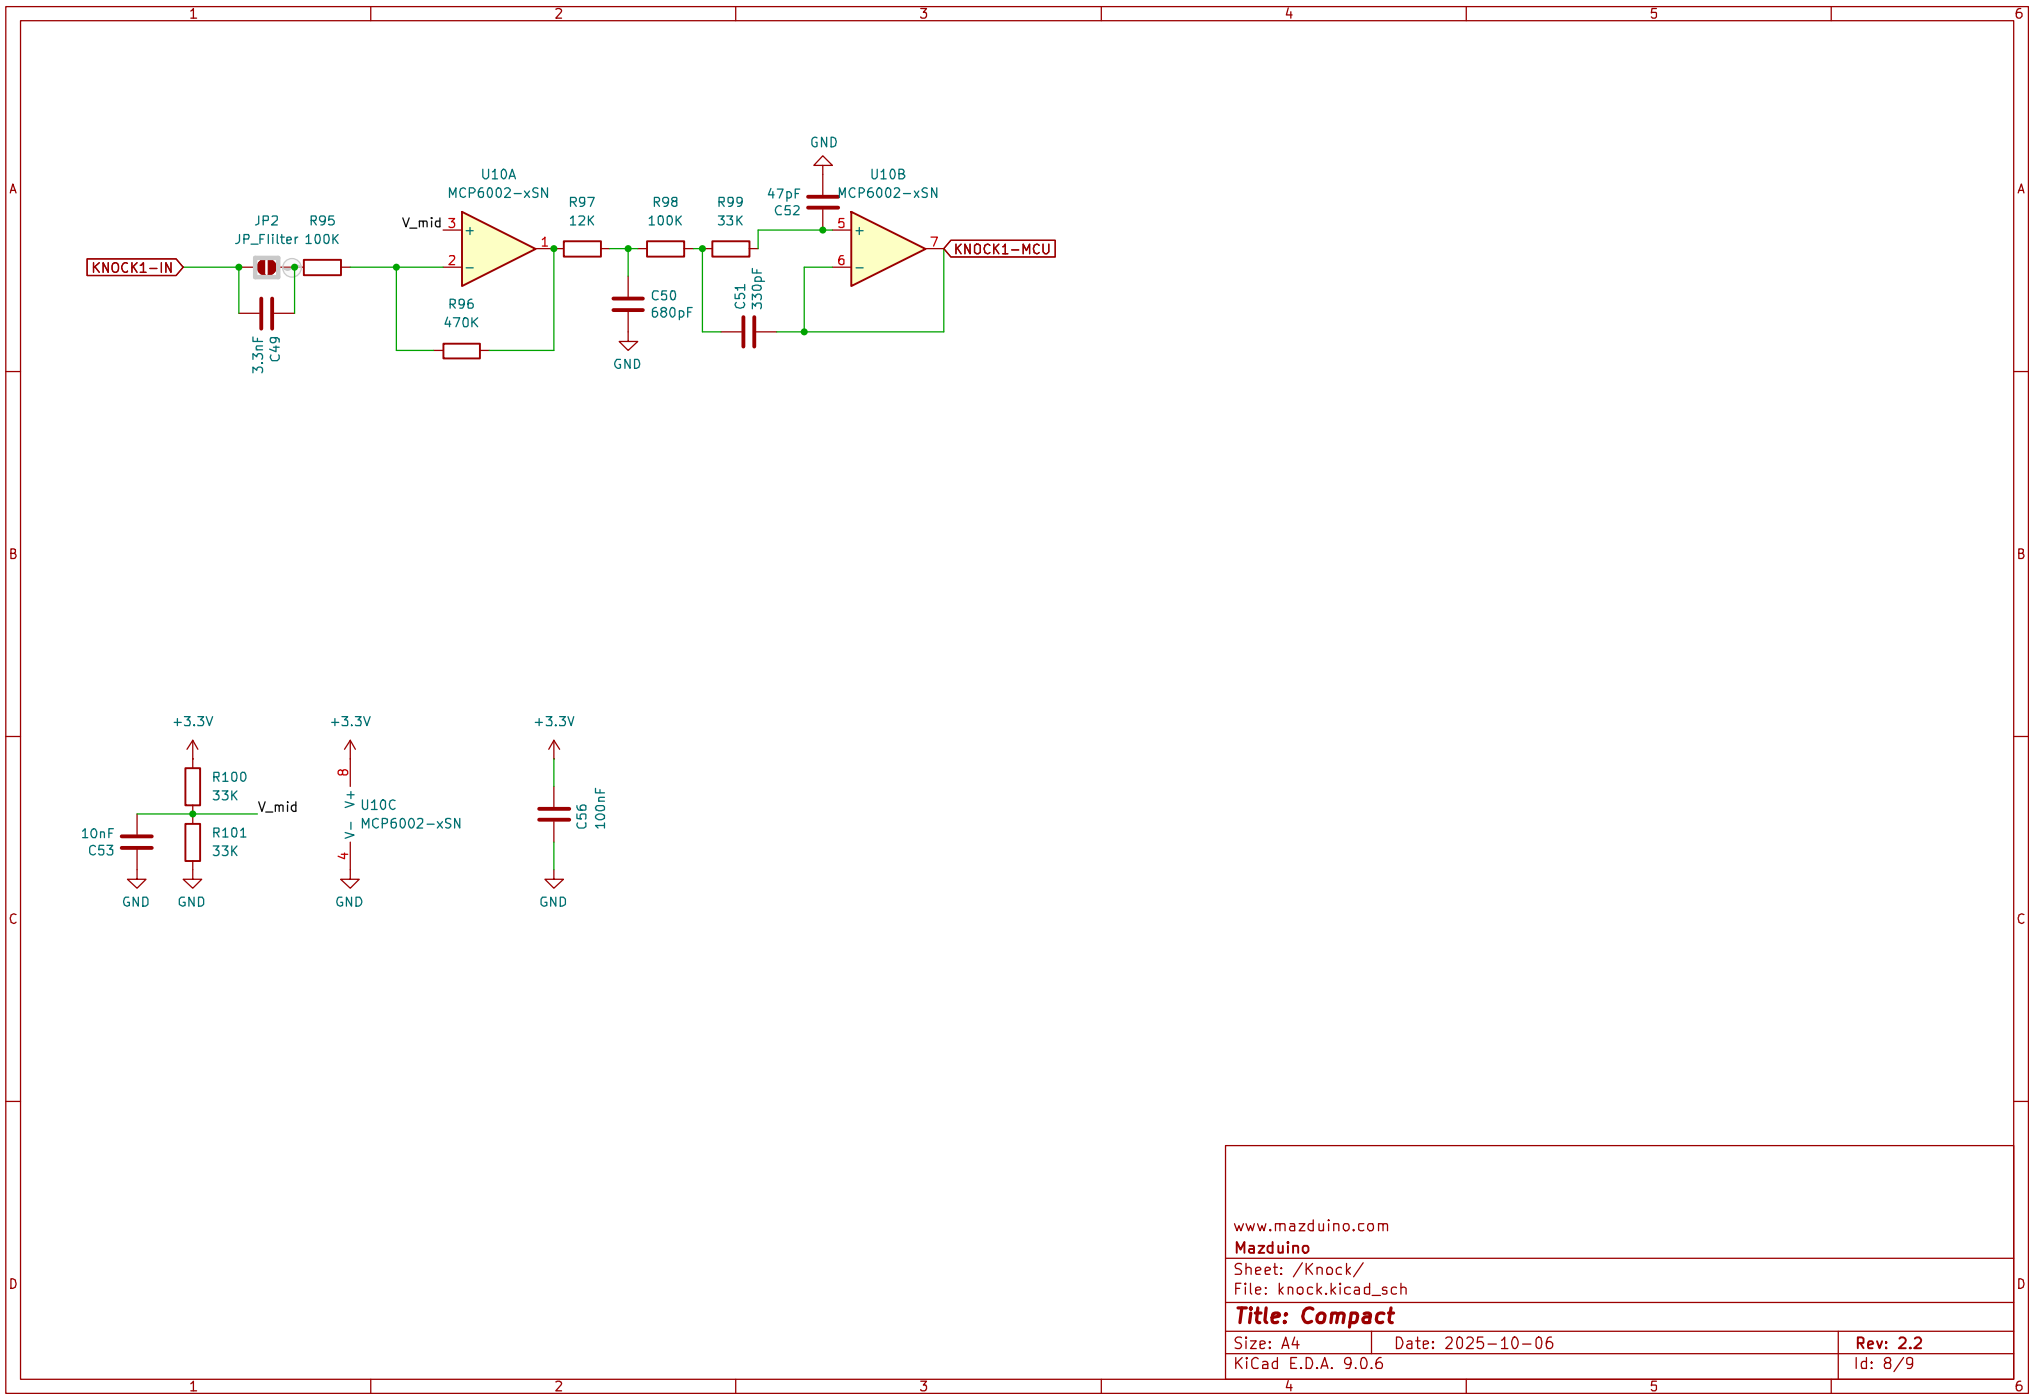 1 2 3 4 5 6
A A
B B
C C
D D
GND
U10A
MCP6002-xSN
U10B
MCP6002-xSN
47pF
C52
R97
12K
R98
100K
R99
33K
JP2
JP_FIilter
R95
100K
V_mid
3
+
2
−
1
5
+
6
−
7
KNOCK1-IN
KNOCK1-MCU
R96
470K
C50
680pF
C51
330pF
GND
3.3nF
C49
+3.3V
+3.3V
+3.3V
R100
33K
V_mid
R101
33K
10nF
C53
GND
GND
8
V+
U10C
MCP6002-xSN
V-
4
GND
C56
100nF
GND
www.mazduino.com
Mazduino
Sheet: /Knock/
File: knock.kicad_sch
Title: Compact
Size: A4
Date: 2025-10-06
Rev: 2.2
KiCad E.D.A. 9.0.6
Id: 8/9
1 2 3 4 5 6